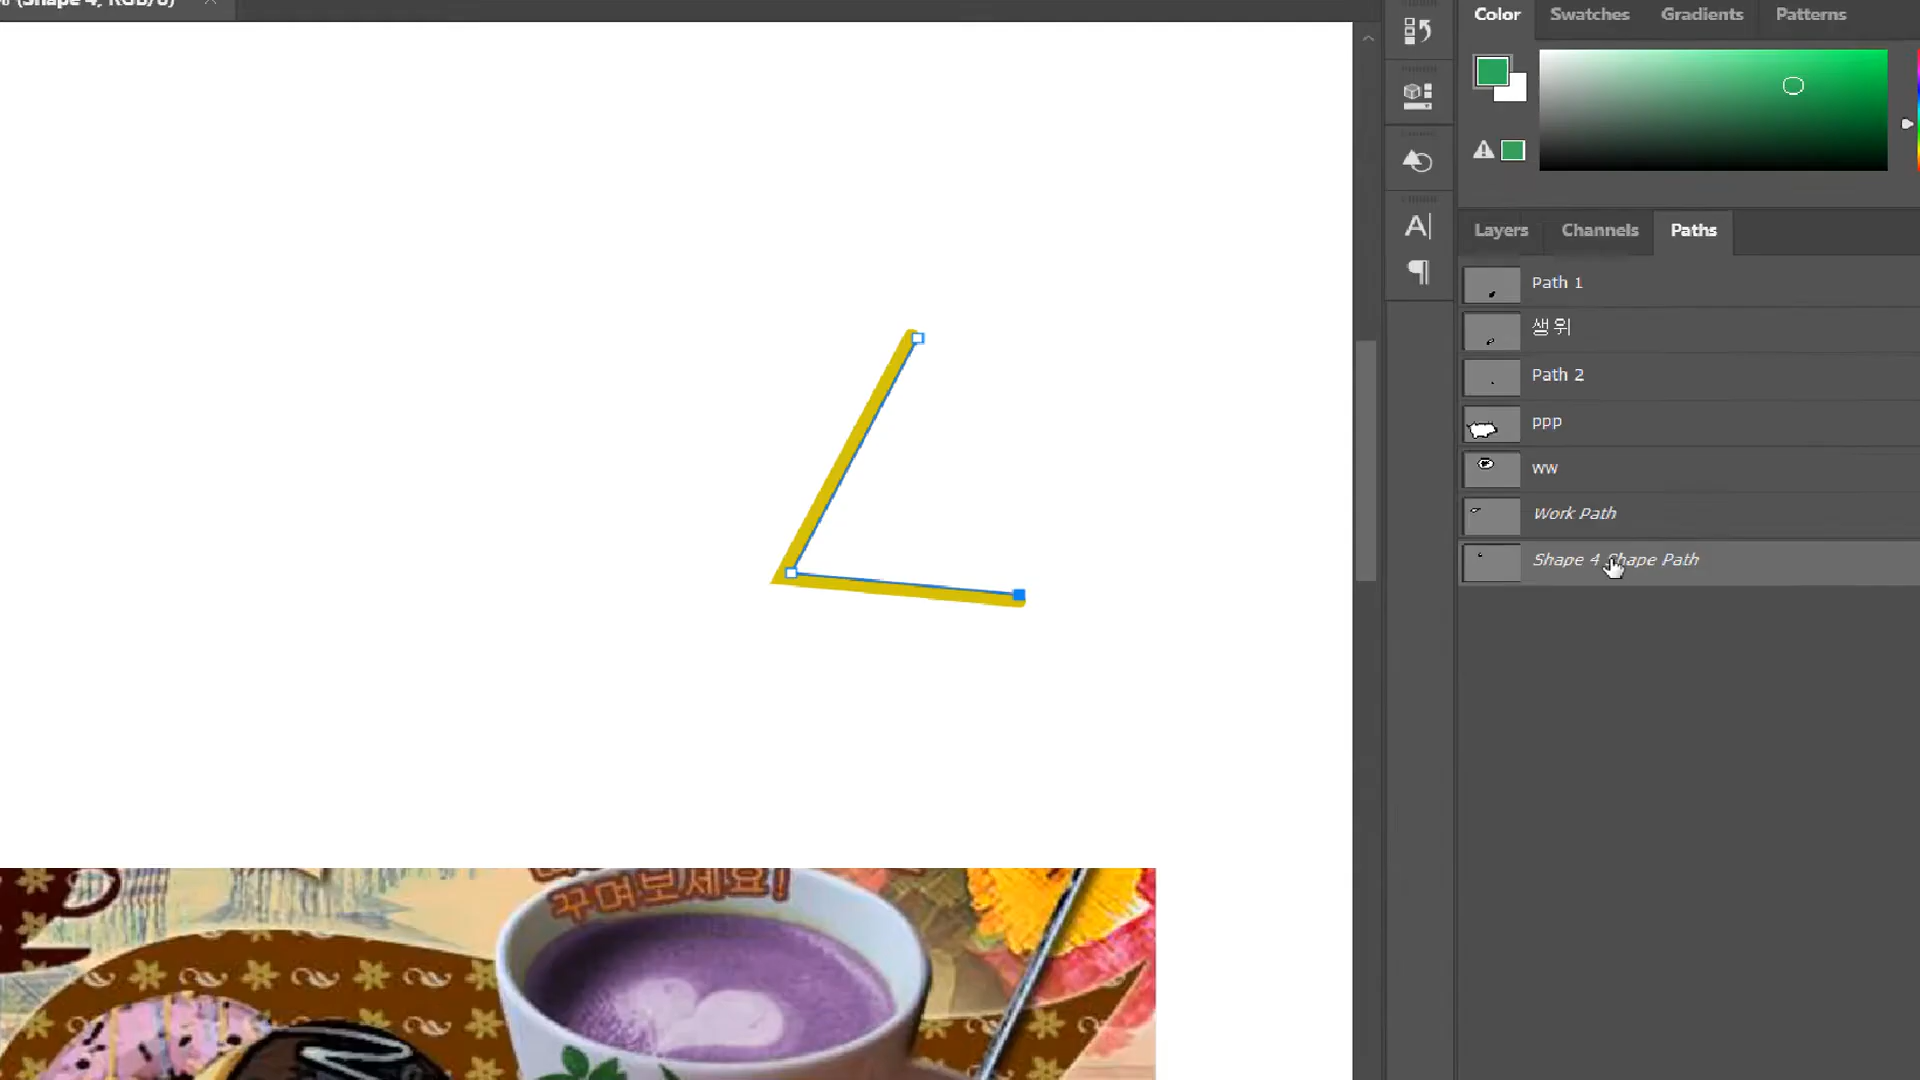 (Shape 4, RGB/8)
Color Swatches Gradients Patterns
Layers Channels Paths
Path 1
생위
Path 2
ppp
ww
Work Path
Shape 4 Shape Path
꾸며보세요!